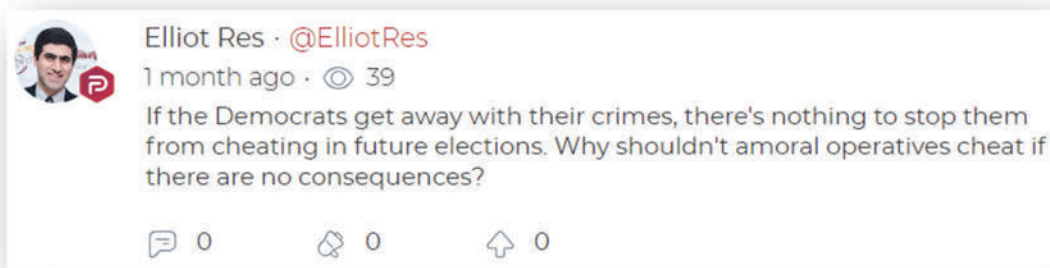 Elliot Res · @ElliotRes
1 month ago · 39
If the Democrats get away with their crimes, there's nothing to stop them
from cheating in future elections. Why shouldn't amoral operatives cheat if
there are no consequences?
0 0 0